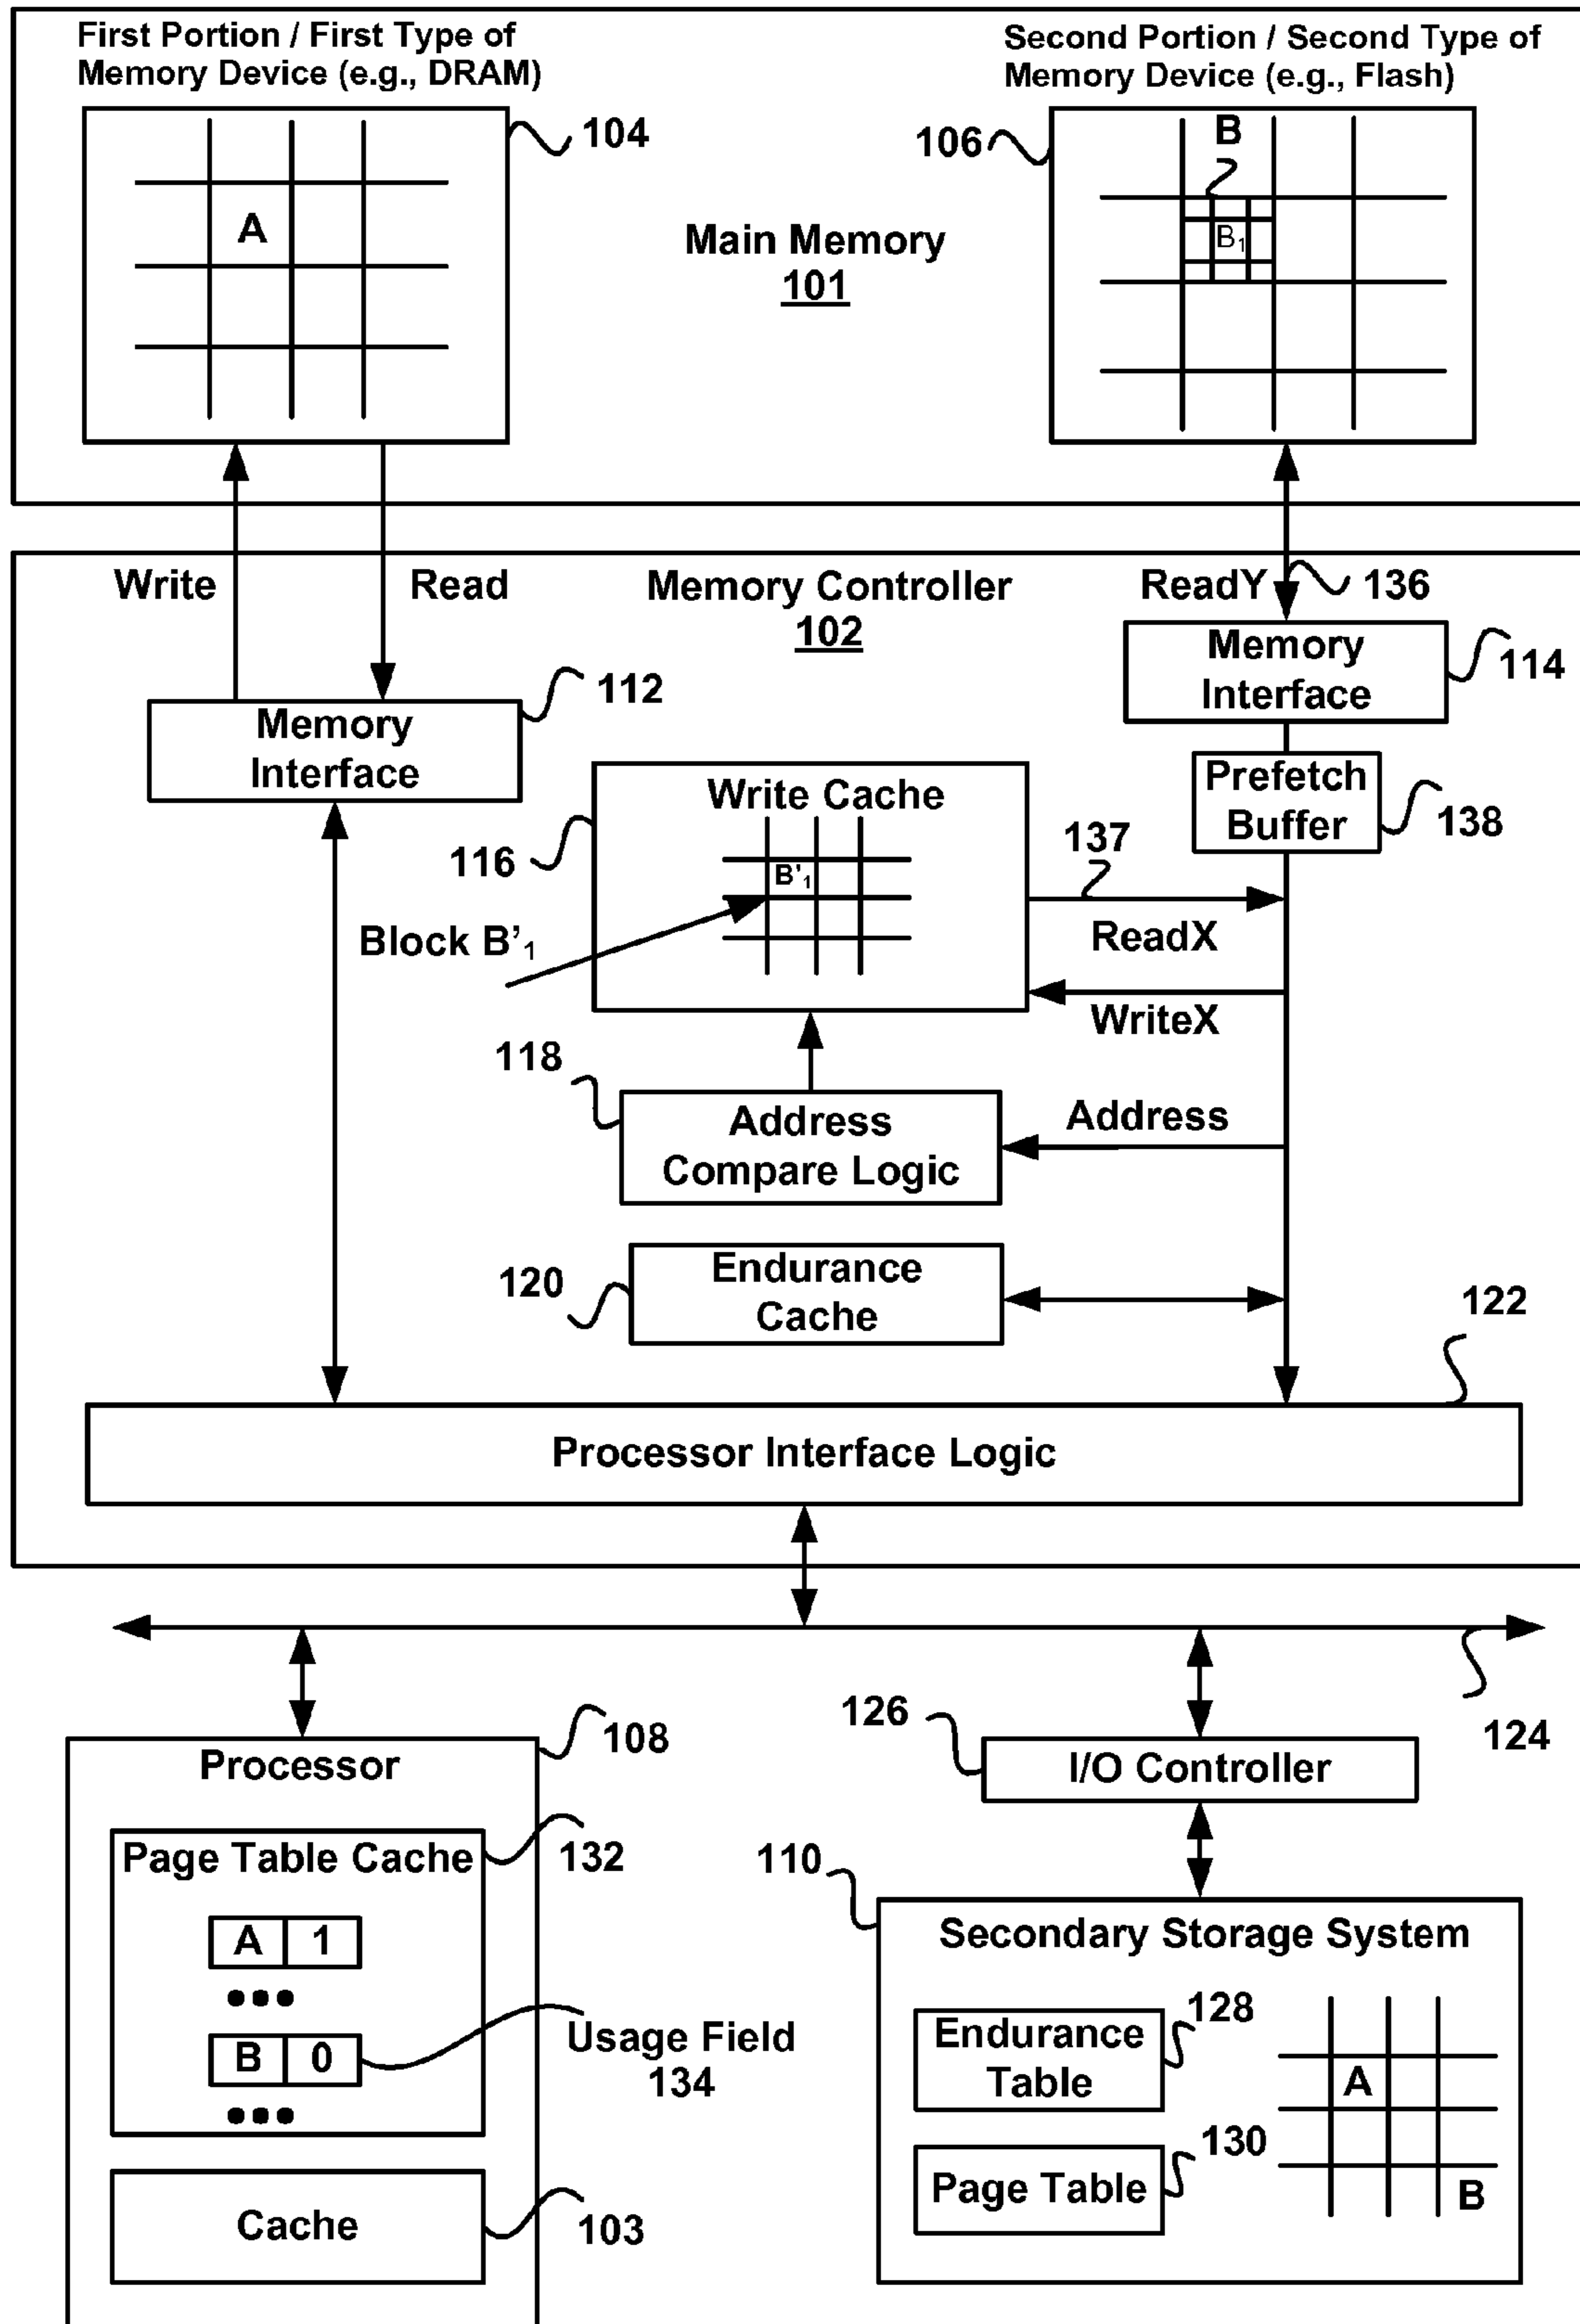 First Portion / First Type of
Memory Device (e.g., DRAM)
Second Portion / Second Type of
Memory Device (e.g., Flash)
104
106
B
A
B1
Main Memory
101
Write
Read
Memory Controller
102
ReadY
136
Memory
Interface
114
112
Memory
Interface
Prefetch
Buffer
138
Write Cache
116
B'1
137
Block B’1
ReadX
WriteX
118
Address
Compare Logic
Address
120
Endurance
Cache
122
Processor Interface Logic
124
108
Processor
126
I/O Controller
Page Table Cache
132
A 1
•••
B 0
•••
Usage Field
134
Cache
103
110
Secondary Storage System
Endurance
Table
128
Page Table
130
A
B